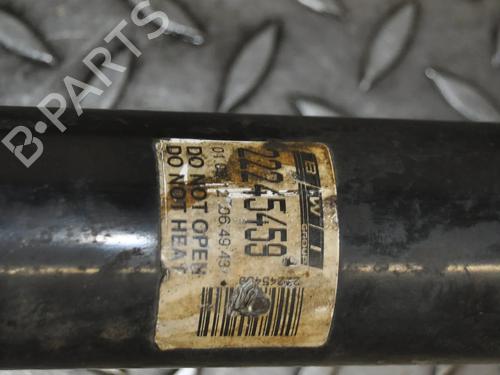 B-PARTS
BWI
GROUP
22245459
DO NOT OPEN
DO NOT HEAT